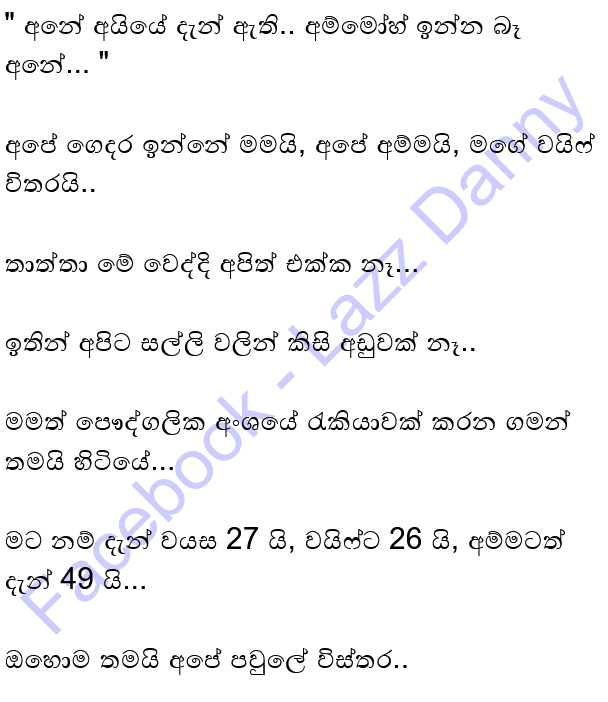 " අනේ අයියේ දැන් ඇති.. අම්මෝහ් ඉන්න බෑ
අනේ... "
අපේ ගෙදර ඉන්නේ මමයි, අපේ අම්මයි, මගේ වයිෆ්
විතරයි..
තාත්තා මේ වෙද්දි අපිත් එක්ක නෑ...
ඉතින් අපිට සල්ලි වලින් කිසි අඩුවක් නෑ..
මමත් පෞද්ගලික අංශයේ රැකියාවක් කරන ගමන්
තමයි හිටියේ...
මට නම් දැන් වයස 27 යි, වයිෆ්ට 26 යි, අම්මටත්
දැන් 49 යි...
ඔහොම තමයි අපේ පවුලේ විස්තර..
Facebook - Lazz Danny